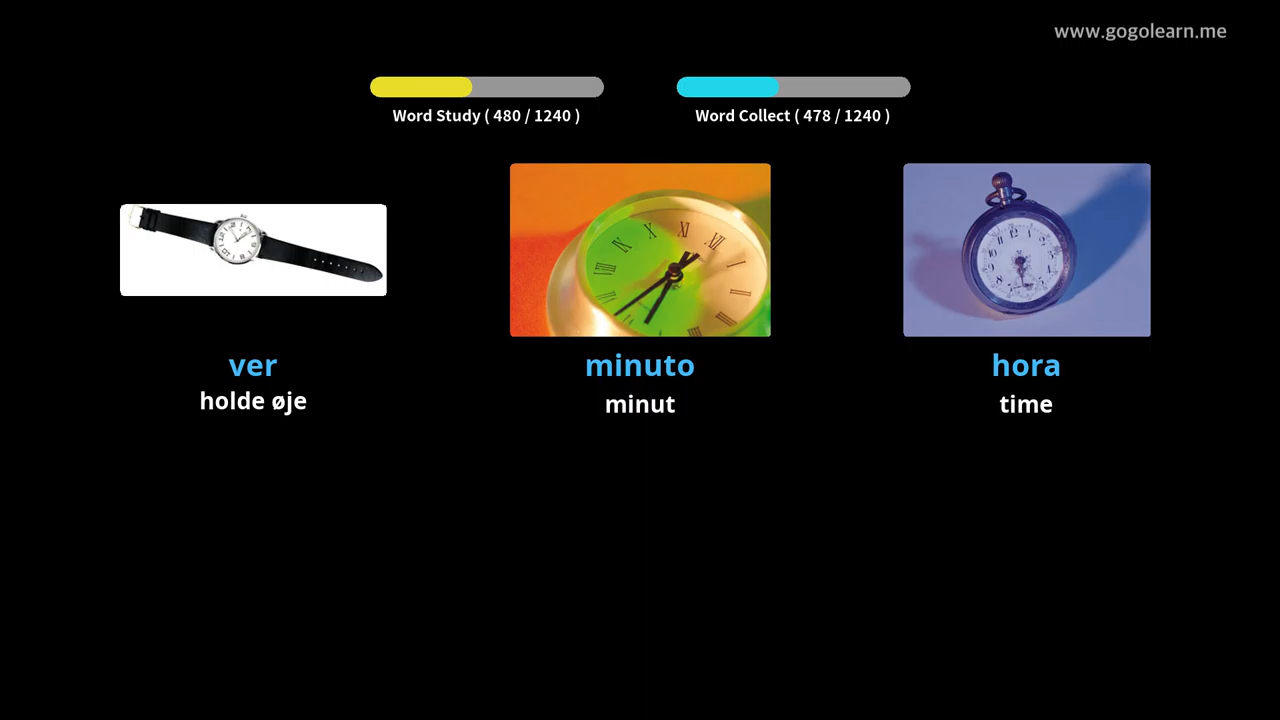 www.gogolearn.me
Word Study ( 480 / 1240 )
Word Collect ( 478 / 1240 )
ver
holde øje
minuto
minut
hora
time